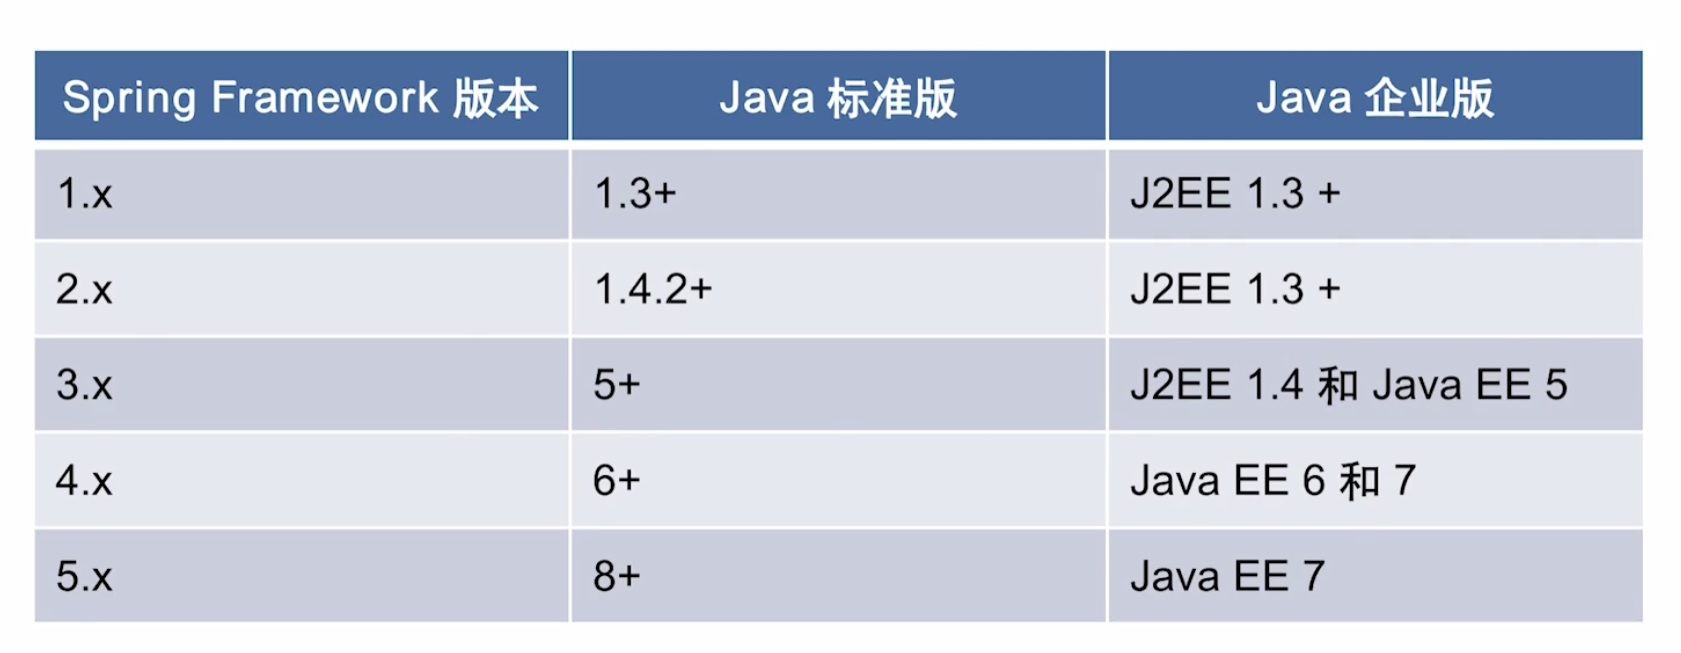 Spring Framework 版本 Java 标准版 Java 企业版
1.x 1.3+ J2EE 1.3 +
2.x 1.4.2+ J2EE 1.3 +
3.x 5+ J2EE 1.4 和 Java EE 5
4.x 6+ Java EE 6 和 7
5.x 8+ Java EE 7